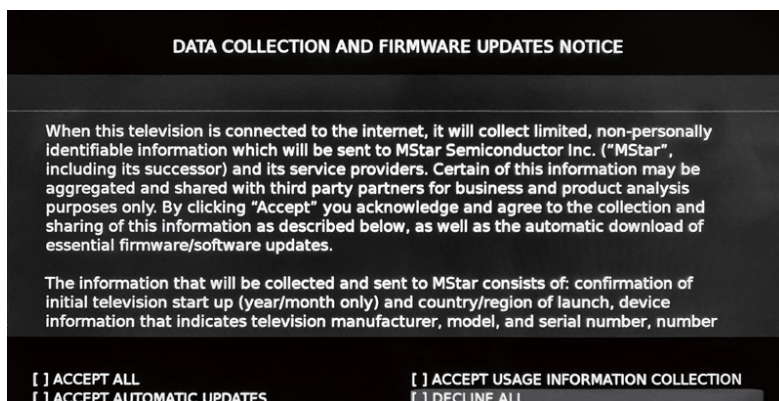 DATA COLLECTION AND FIRMWARE UPDATES NOTICE
When this television is connected to the internet, it will collect limited, non-personally
identifiable information which will be sent to MStar Semiconductor Inc. (“MStar”,
including its successor) and its service providers. Certain of this information may be
aggregated and shared with third party partners for business and product analysis
purposes only. By clicking “Accept” you acknowledge and agree to the collection and
sharing of this information as described below, as well as the automatic download of
essential firmware/software updates.
The information that will be collected and sent to MStar consists of: confirmation of
initial television start up (year/month only) and country/region of launch, device
information that indicates television manufacturer, model, and serial number, number
[ ] ACCEPT ALL
[ ] ACCEPT USAGE INFORMATION COLLECTION
[ ] ACCEPT AUTOMATIC UPDATES
[ ] DECLINE ALL